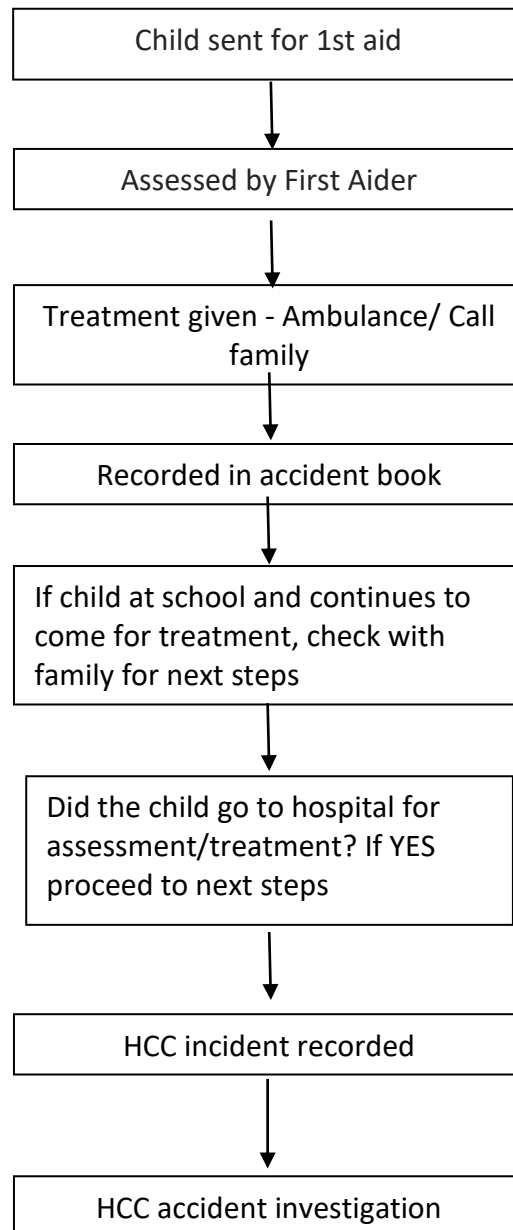 Child sent for 1st aid
Assessed by First Aider
Treatment given - Ambulance/ Call
family
Recorded in accident book
If child at school and continues to
come for treatment, check with
family for next steps
Did the child go to hospital for
assessment/treatment? If YES
proceed to next steps
HCC incident recorded
HCC accident investigation